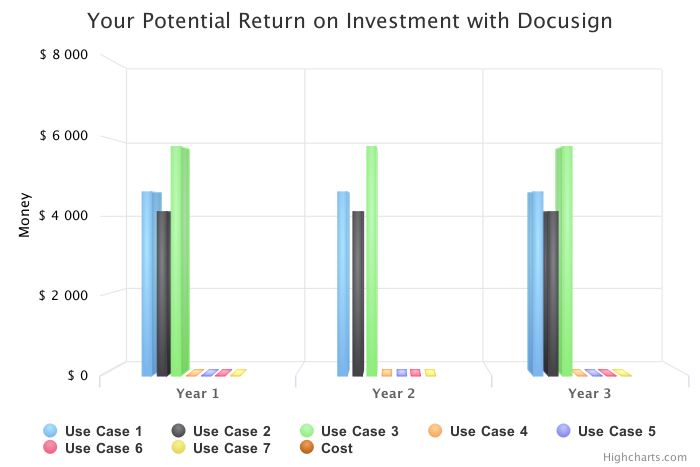 Your Potential Return on Investment with Docusign
$ 8 000
$ 6 000
$ 4 000
$ 2 000
$ 0
Money
Year 1
Year 2
Year 3
Use Case 1
Use Case 2
Use Case 3
Use Case 4
Use Case 5
Use Case 6
Use Case 7
Cost
Highcharts.com